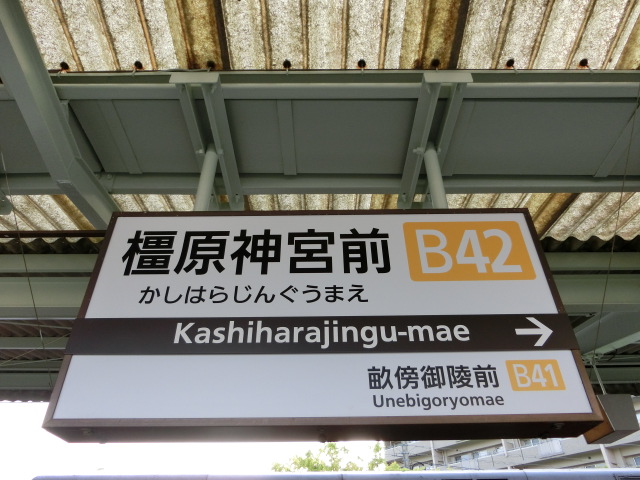 橿原神宮前 B42
かしはらじんぐうまえ
Kashiharajingu-mae →
畝傍御陵前 B41
Unebigoryomae